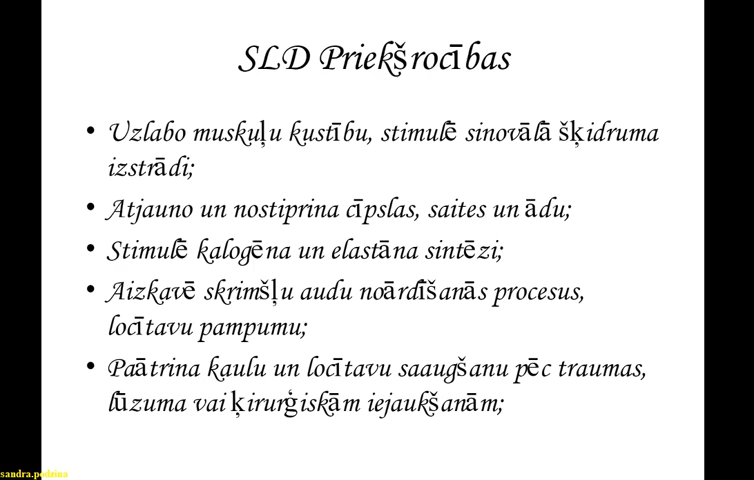 SLD Priekšrocības
• Uzlabo muskuļu kustību, stimulē sinovālā šķidruma
izstrādi;
• Atjauno un nostiprina cīpslas, saites un ādu;
• Stimulē kalogēna un elastāna sintēzi;
• Aizkavē skrimšļu audu noārdīšanās procesus,
locītavu pampumu;
• Paātrina kaulu un locītavu saaugšanu pēc traumas,
lūzuma vai ķirurģiskām iejaukšanām;
sandra.podzina